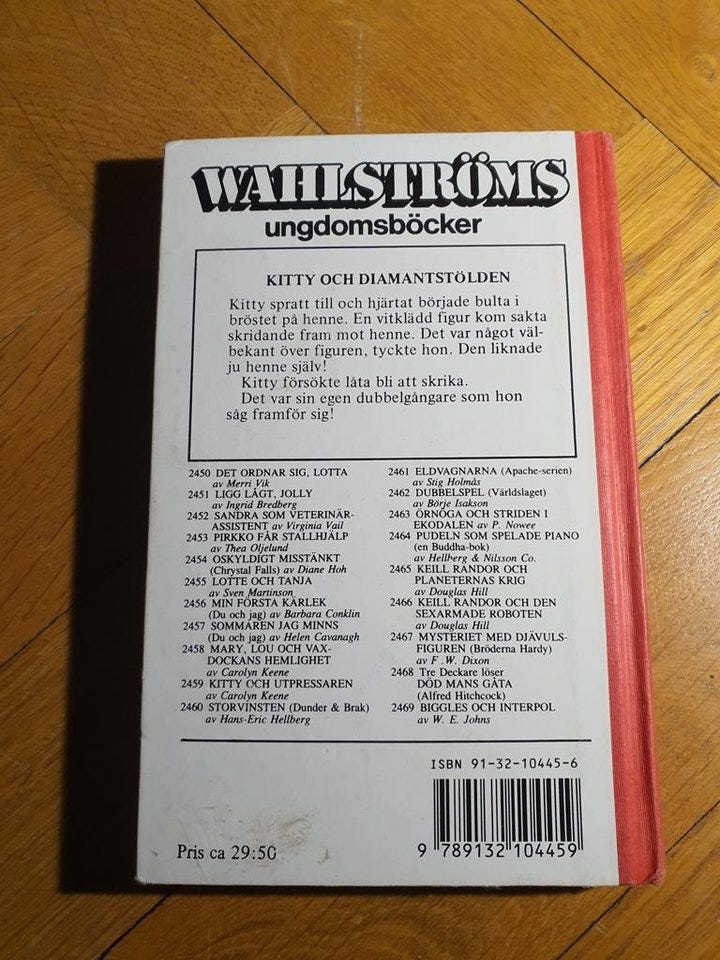 WAHLSTRÖMS
ungdomsböcker
KITTY OCH DIAMANTSTÖLDEN
Kitty spratt till och hjärtat började bulta i
bröstet på henne. En vitklädd figur kom sakta
skridande fram mot henne. Det var något väl-
bekant över figuren, tyckte hon. Den liknade
ju henne själv!
Kitty försökte låta bli att skrika.
Det var sin egen dubbelgångare som hon
såg framför sig!
2450 DET ORDNAR SIG, LOTTA
av Merri Vik
2451 LIGG LÅGT, JOLLY
av Ingrid Bredberg
2452 SANDRA SOM VETERINÄR-
ASSISTENT av Virginia Vail
2453 PIRKKO FÅR STALLHJÄLP
av Thea Oljelund
2454 OSKYLDIGT MISSTÄNKT
(Chrystal Falls) av Diane Hoh
2455 LOTTE OCH TANJA
av Sven Martinson
2456 MIN FÖRSTA KÄRLEK
(Du och jag) av Barbara Conklin
2457 SOMMAREN JAG MINNS
(Du och jag) av Helen Cavanagh
2458 MARY, LOU OCH VAX-
DOCKANS HEMLIGHET
av Carolyn Keene
2459 KITTY OCH UTPRESSAREN
av Carolyn Keene
2460 STORVINSTEN (Dunder & Brak)
av Hans-Eric Hellberg
2461 ELDVAGNARNA (Apache-serien)
av Stig Holmås
2462 DUBBELSPEL (Världslaget)
av Börje Isakson
2463 ÖRNÖGA OCH STRIDEN I
EKODALEN av P. Nowee
2464 PUDELN SOM SPELADE PIANO
(en Buddha-bok)
av Hellberg & Nilsson Co.
2465 KEILL RANDOR OCH
PLANETERNAS KRIG
av Douglas Hill
2466 KEILL RANDOR OCH DEN
SEXARMADE ROBOTEN
av Douglas Hill
2467 MYSTERIET MED DJÄVULS-
FIGUREN (Bröderna Hardy)
av F .W. Dixon
2468 Tre Deckare löser
DÖD MANS GÅTA
(Alfred Hitchcock)
2469 BIGGLES OCH INTERPOL
av W. E. Johns
ISBN 91-32-10445-6
9 789132 104459
Pris ca 29:50